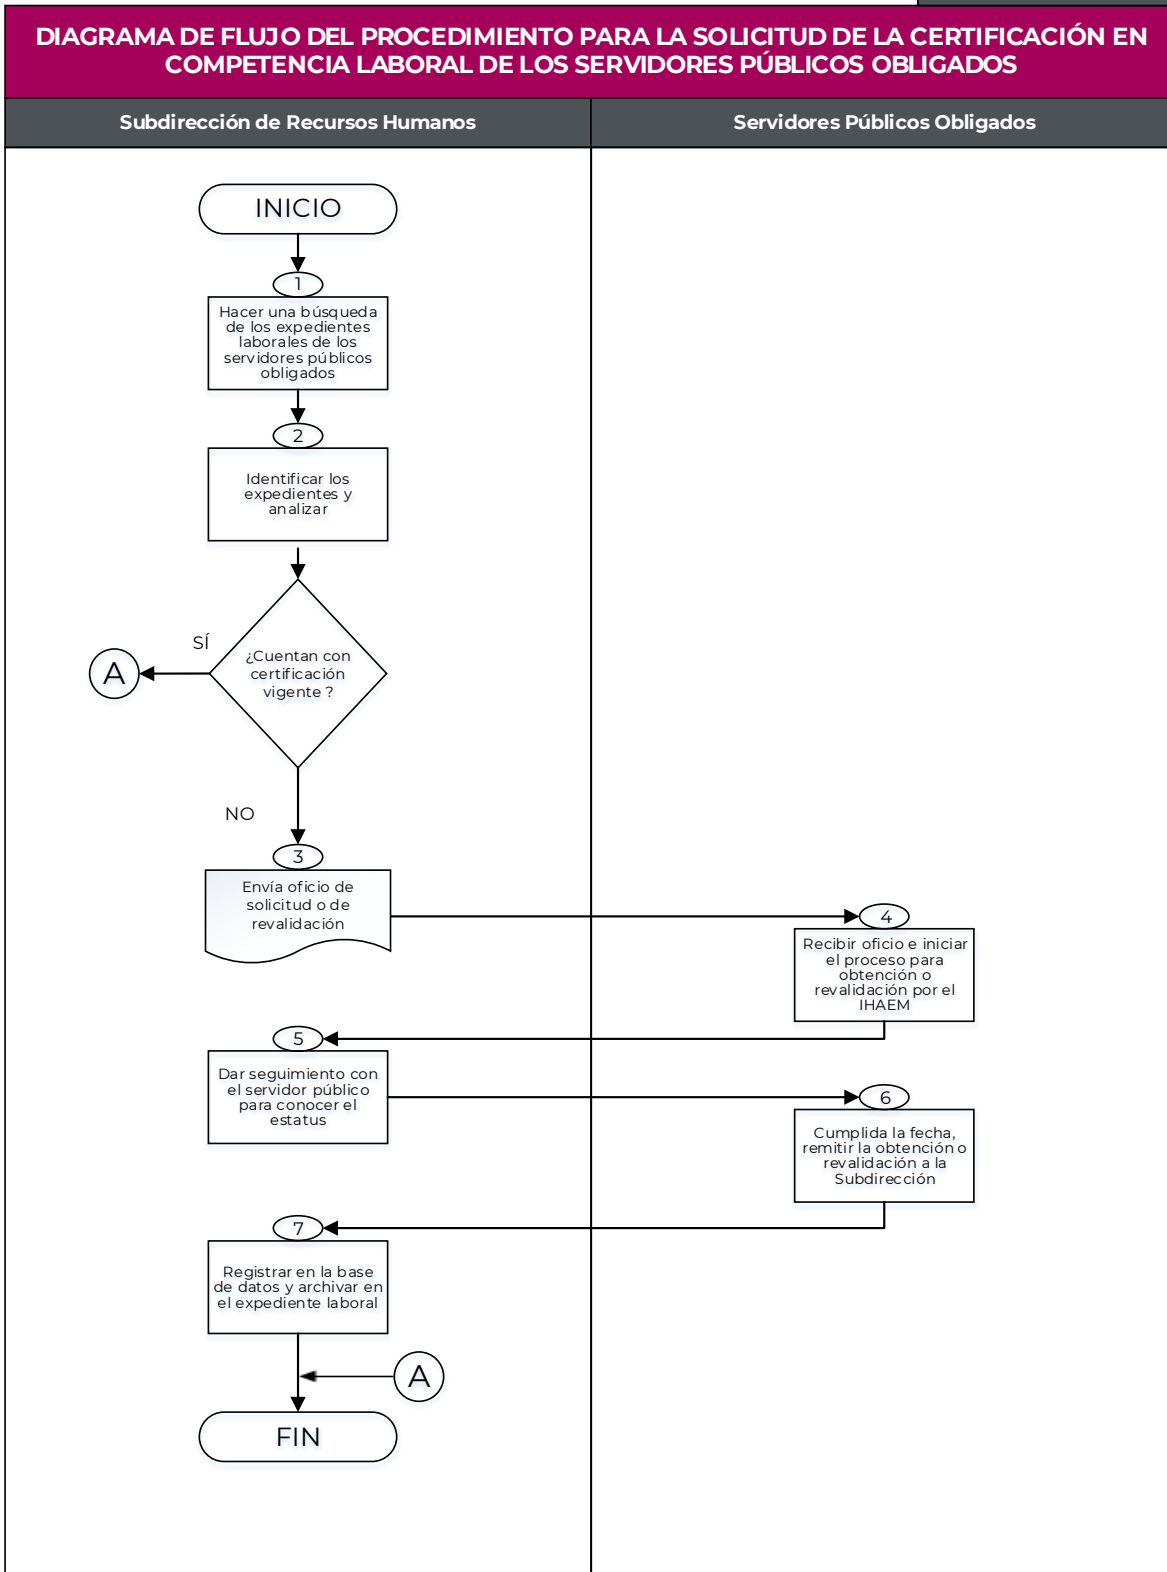 DIAGRAMA DE FLUJO DEL PROCEDIMIENTO PARA LA SOLICITUD DE LA CERTIFICACIÓN EN
COMPETENCIA LABORAL DE LOS SERVIDORES PÚBLICOS OBLIGADOS
Subdirección de Recursos Humanos
Servidores Públicos Obligados
INICIO
1
Hacer una búsqueda
de los expedientes
laborales de los
servidores públicos
obligados
2
Identificar los
expedientes y
analizar
SÍ
A
¿Cuentan con
certificación
vigente ?
NO
3
Envía oficio de
solicitud o de
revalidación
4
Recibir oficio e iniciar
el proceso para
obtención o
revalidación por el
IHAEM
5
Dar seguimiento con
el servidor público
para conocer el
estatus
6
Cumplida la fecha,
remitir la obtención o
revalidación a la
Subdirección
7
Registrar en la base
de datos y archivar en
el expediente laboral
A
FIN